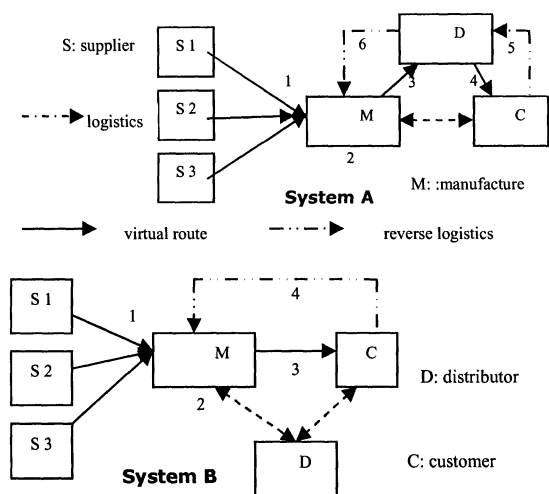 S: supplier
S 1
1
6
D
5
3
4
S 2
M
C
logistics
2
S 3
System A
M: :manufacture
virtual route
reverse logistics
S 1
1
4
M
C
3
S 2
2
D: distributor
S 3
D
System B
C: customer